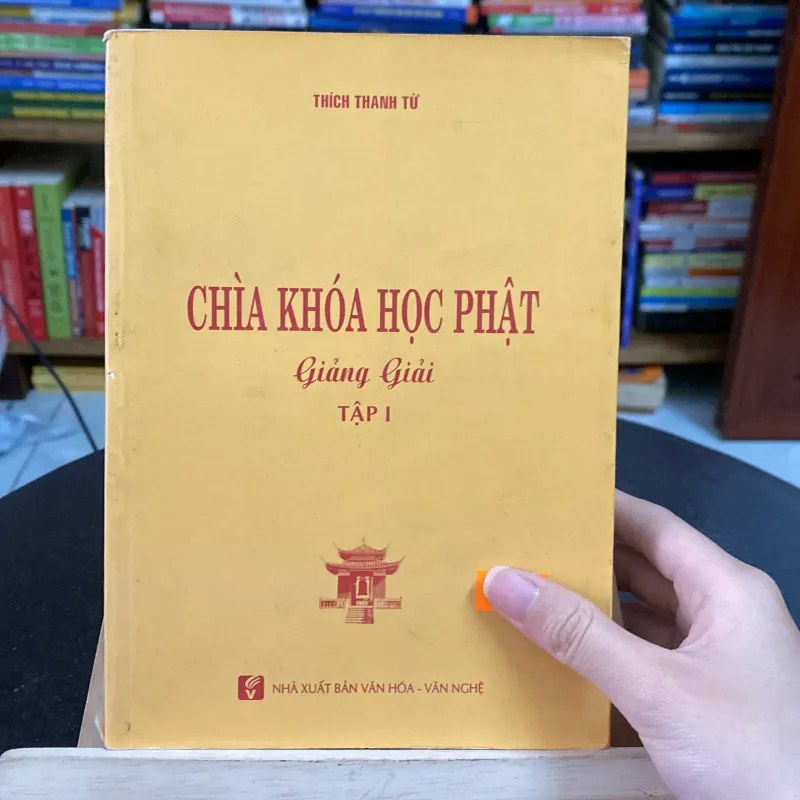 THÍCH THANH TỪ
CHÌA KHÓA HỌC PHẬT
Giảng Giải
TẬP I
NHÀ XUẤT BẢN VĂN HÓA - VĂN NGHỆ